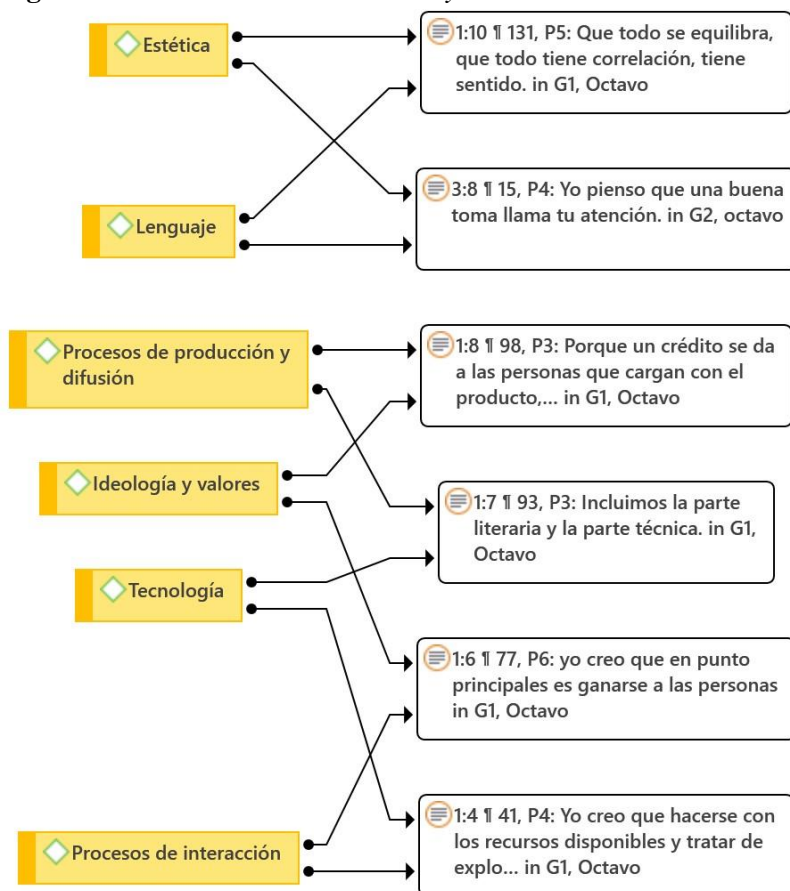 Estética
1:10 ¶ 131, P5: Que todo se equilibra,
que todo tiene correlación, tiene
sentido. in G1, Octavo
3:8 ¶ 15, P4: Yo pienso que una buena
toma llama tu atención. in G2, octavo
Lenguaje
Procesos de producción y
difusión
1:8 ¶ 98, P3: Porque un crédito se da
a las personas que cargan con el
producto,... in G1, Octavo
Ideología y valores
1:7 ¶ 93, P3: Incluimos la parte
literaria y la parte técnica. in G1,
Octavo
Tecnología
1:6 ¶ 77, P6: yo creo que en punto
principales es ganarse a las personas
in G1, Octavo
Procesos de interacción
1:4 ¶ 41, P4: Yo creo que hacerse con
los recursos disponibles y tratar de
explo... in G1, Octavo